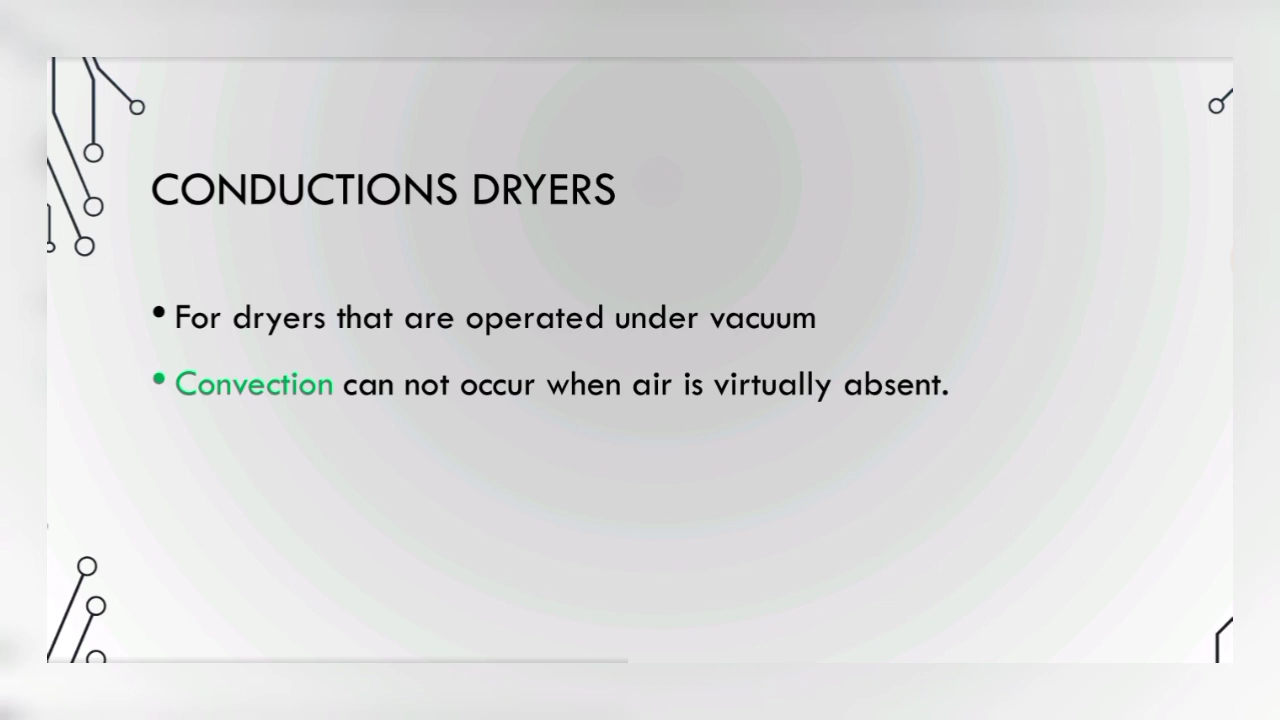 CONDUCTIONS DRYERS
• For dryers that are operated under vacuum
• Convection can not occur when air is virtually absent.